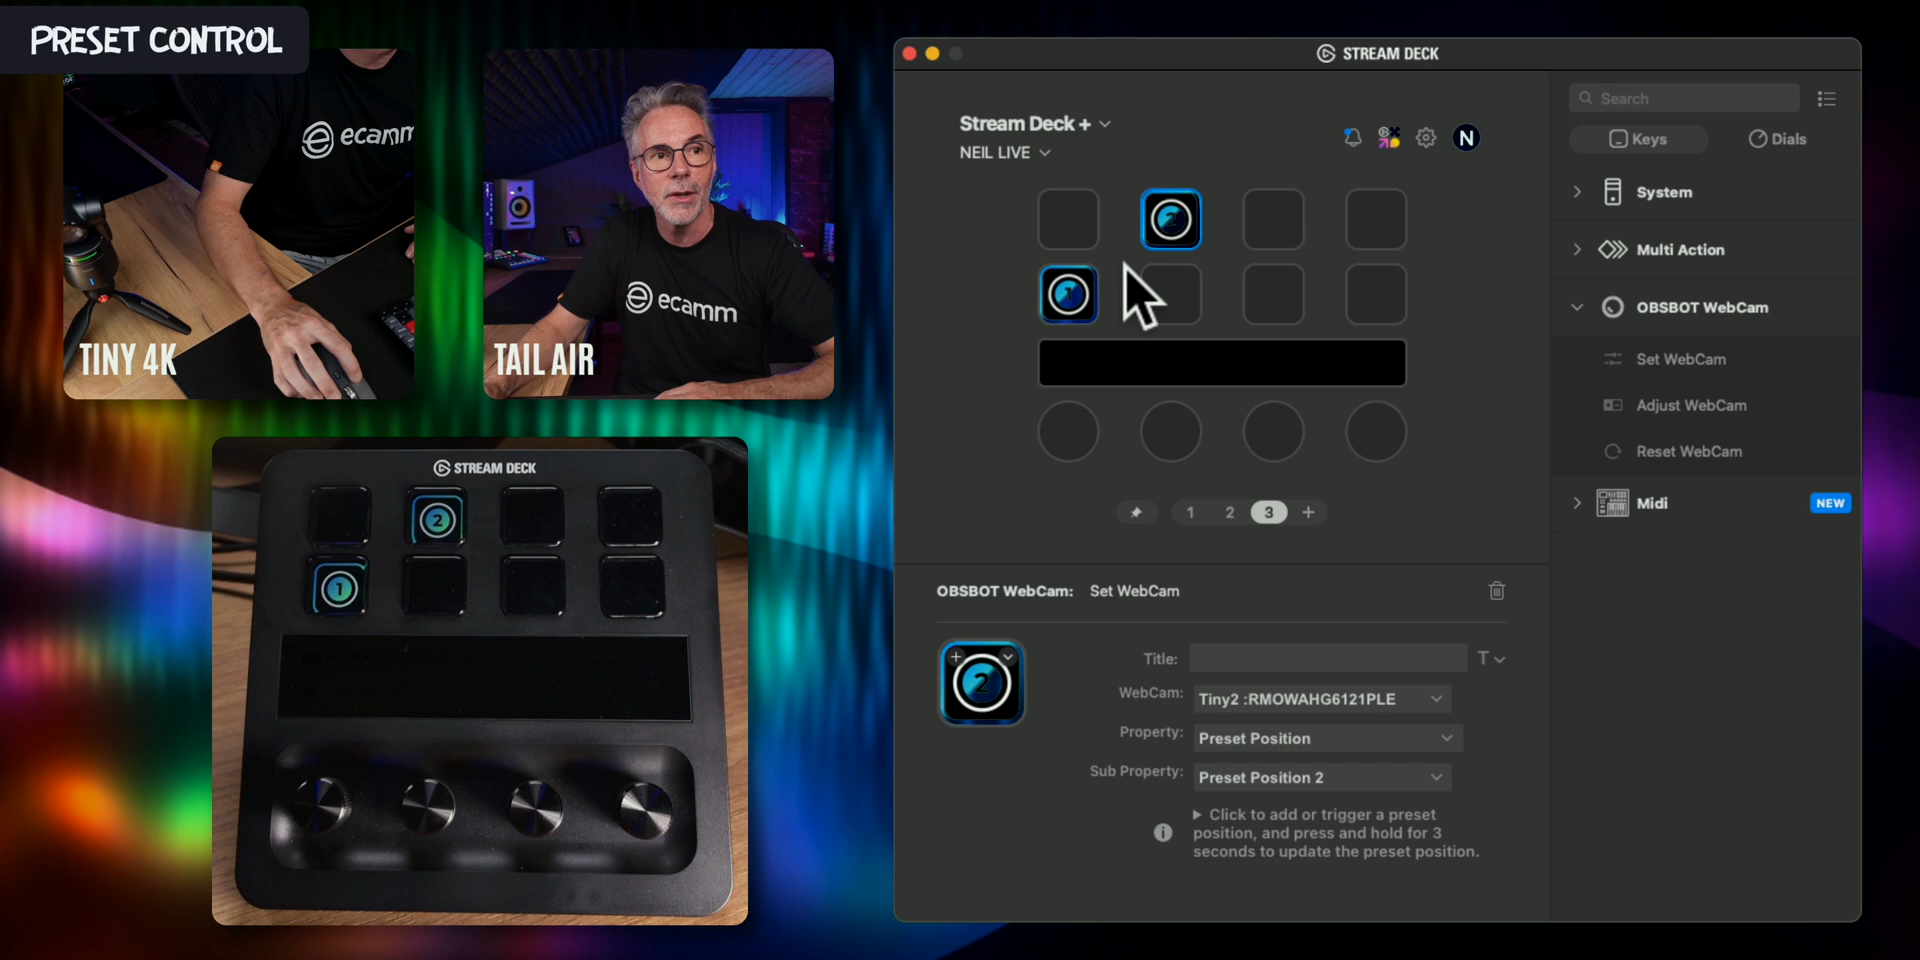 PRESET CONTROL
ecamm
TINY 4K
ecamm
TAIL AIR
STREAM DECK
2
1
STREAM DECK
Stream Deck +
NEIL LIVE
N
2
1
1
2
3
+
OBSBOT WebCam: Set WebCam
2
Title:
T
WebCam: Tiny2 :RMOWAHG6121PLE
Property: Preset Position
Sub Property: Preset Position 2
Click to add or trigger a preset
position, and press and hold for 3
seconds to update the preset position.
Search
Keys
Dials
System
Multi Action
OBSBOT WebCam
Set WebCam
Adjust WebCam
Reset WebCam
Midi
NEW